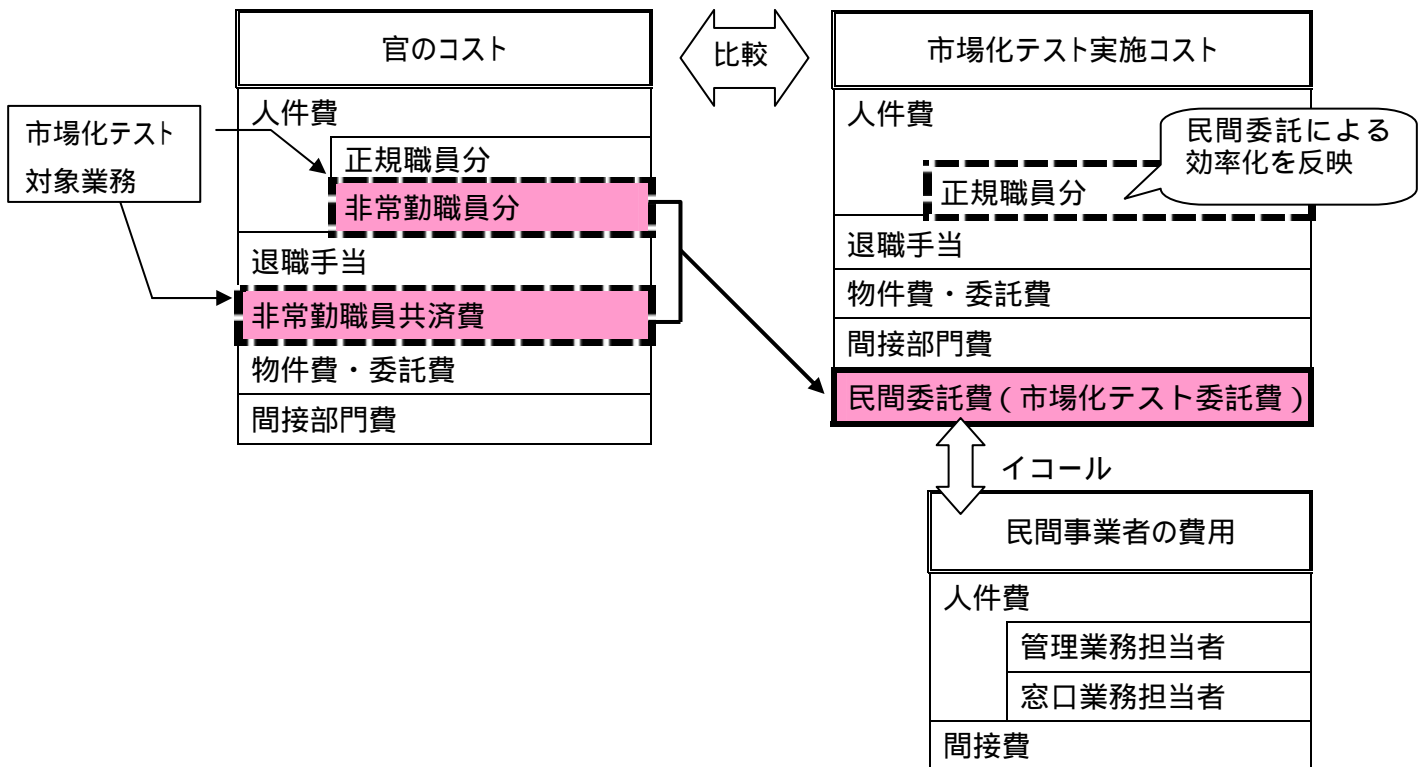 官のコスト
比較
市場化テスト実施コスト
市場化テスト
対象業務
人件費
正規職員分
非常勤職員分
退職手当
非常勤職員共済費
物件費・委託費
間接部門費
人件費
民間委託による
効率化を反映
正規職員分
退職手当
物件費・委託費
間接部門費
民間委託費(市場化テスト委託費)
イコール
民間事業者の費用
人件費
管理業務担当者
窓口業務担当者
間接費